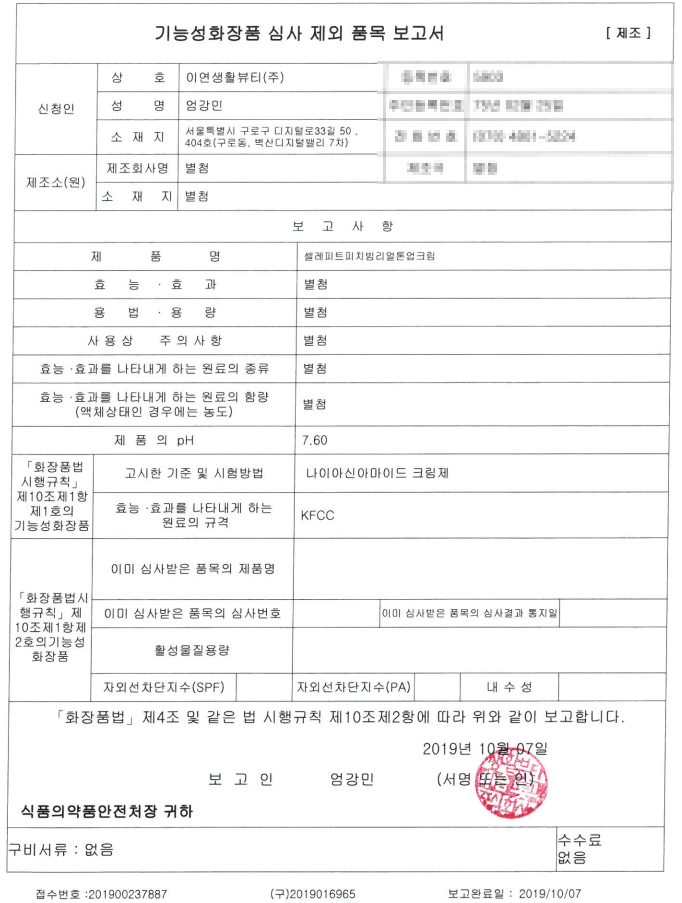 기능성화장품 심사 제외 품목 보고서
[ 제조 ]
신청인
상 호
이연생활뷰티(주)
성 명
엄강민
소 재 지
서울특별시 구로구 디지털로33길 50 ,
404호(구로동, 벽산디지털밸리 7차)
제조소(원)
제조회사명
별첨
소 재 지
별첨
보 고 사 항
제 품 명
셀레피트피치빔리얼톤업크림
효 능 · 효 과
별첨
용 법 · 용 량
별첨
사용상 주의사항
별첨
효능 ·효과를 나타내게 하는 원료의 종류
별첨
효능 ·효과를 나타내게 하는 원료의 함량
(액체상태인 경우에는 농도)
별첨
제 품 의 pH
7.60
「화장품법
시행규칙」
제10조제1항
제1호의
기능성화장품
고시한 기준 및 시험방법
나이아신아마이드 크림제
효능 ·효과를 나타내게 하는
원료의 규격
KFCC
「화장품법시
행규칙」제
10조제1항제
2호의기능성
화장품
이미 심사받은 품목의 제품명
이미 심사받은 품목의 심사번호
이미 심사받은 품목의 심사결과 통지일
활성물질용량
자외선차단지수(SPF)
자외선차단지수(PA)
내 수 성
「화장품법」제4조 및 같은 법 시행규칙 제10조제2항에 따라 위와 같이 보고합니다.
2019년 10월 07일
보 고 인 엄강민 (서명 또는 인)
식품의약품안전처장 귀하
구비서류 : 없음
수수료
없음
접수번호 :201900237887
(구)2019016965
보고완료일 : 2019/10/07